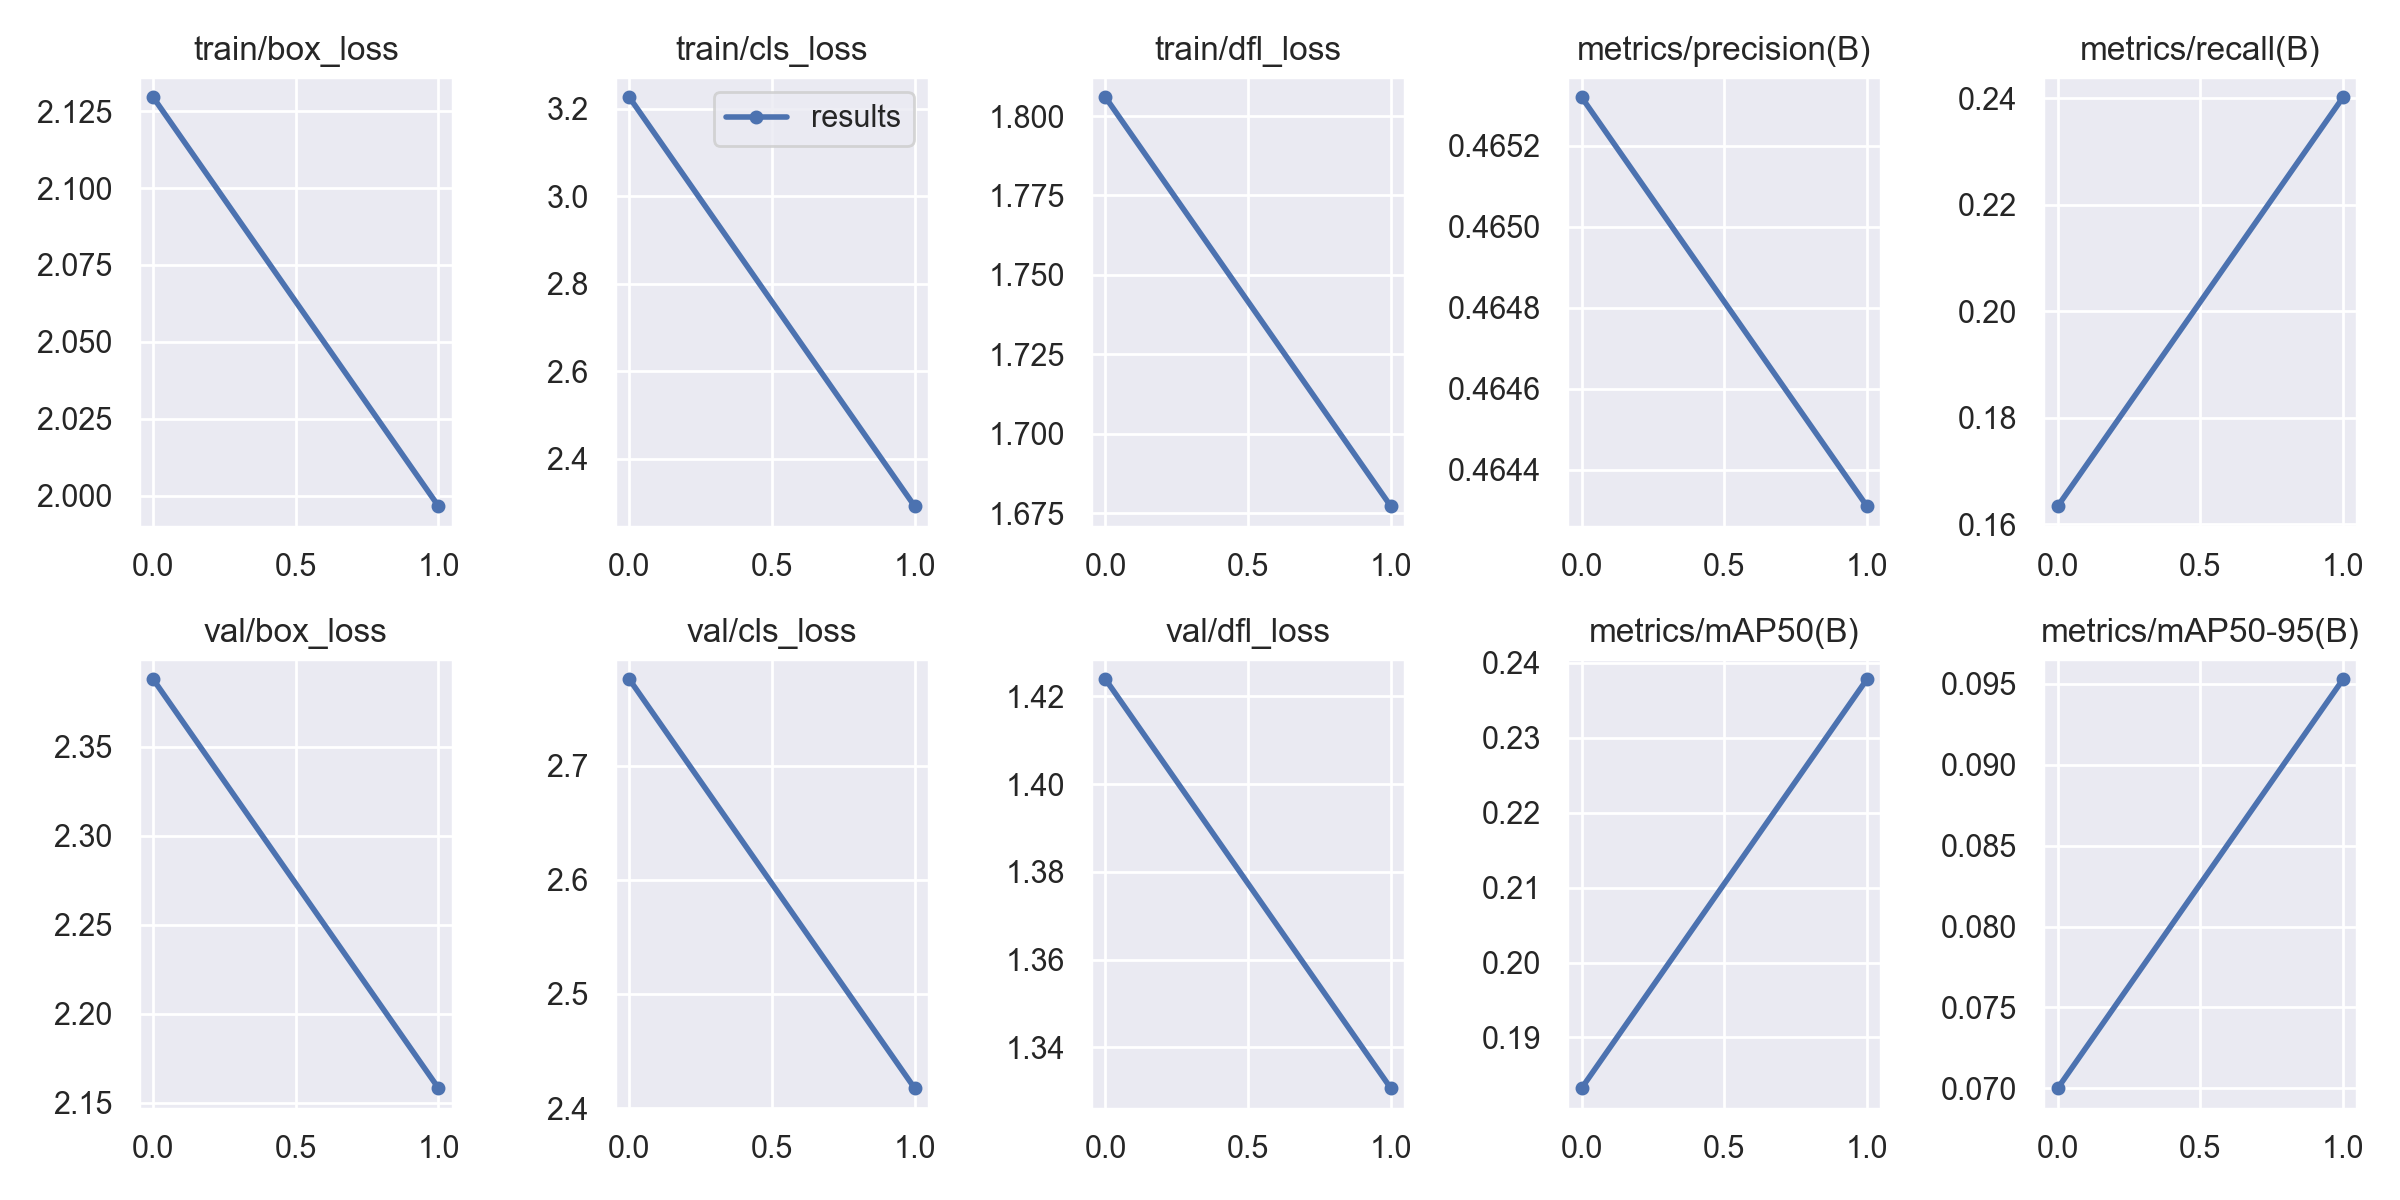 train/box_loss
2.125
2.100
2.075
2.050
2.025
2.000
0.0 0.5 1.0
train/cls_loss
results
3.2
3.0
2.8
2.6
2.4
0.0 0.5 1.0
train/dfl_loss
1.800
1.775
1.750
1.725
1.700
1.675
0.0 0.5 1.0
metrics/precision(B)
0.4652
0.4650
0.4648
0.4646
0.4644
0.0 0.5 1.0
metrics/recall(B)
0.24
0.22
0.20
0.18
0.16
0.0 0.5 1.0
val/box_loss
2.35
2.30
2.25
2.20
2.15
0.0 0.5 1.0
val/cls_loss
2.7
2.6
2.5
2.4
0.0 0.5 1.0
val/dfl_loss
1.42
1.40
1.38
1.36
1.34
0.0 0.5 1.0
metrics/mAP50(B)
0.24
0.23
0.22
0.21
0.20
0.19
0.0 0.5 1.0
metrics/mAP50-95(B)
0.095
0.090
0.085
0.080
0.075
0.070
0.0 0.5 1.0